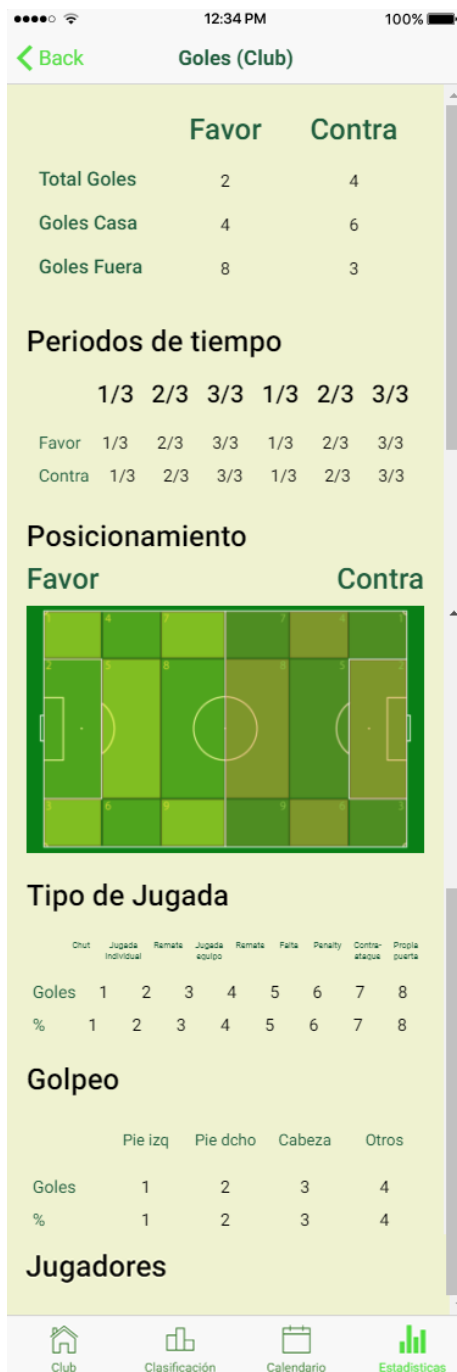 12:34 PM 100%
Back Goles (Club)
Favor Contra
Total Goles 2 4
Goles Casa 4 6
Goles Fuera 8 3
Periodos de tiempo
1/3 2/3 3/3 1/3 2/3 3/3
Favor 1/3 2/3 3/3 1/3 2/3 3/3
Contra 1/3 2/3 3/3 1/3 2/3 3/3
Posicionamiento
Favor Contra
1 4 7 7 4 1
2 5 8 8 5 2
3 6 9 9 6 3
Tipo de Jugada
Chut Jugada Remate Jugada Remate Falta Penalty Contra- Propia
individual equipo ataque puerta
Goles 1 2 3 4 5 6 7 8
% 1 2 3 4 5 6 7 8
Golpeo
Pie izq Pie dcho Cabeza Otros
Goles 1 2 3 4
% 1 2 3 4
Jugadores
Club Clasificación Calendario Estadisticas